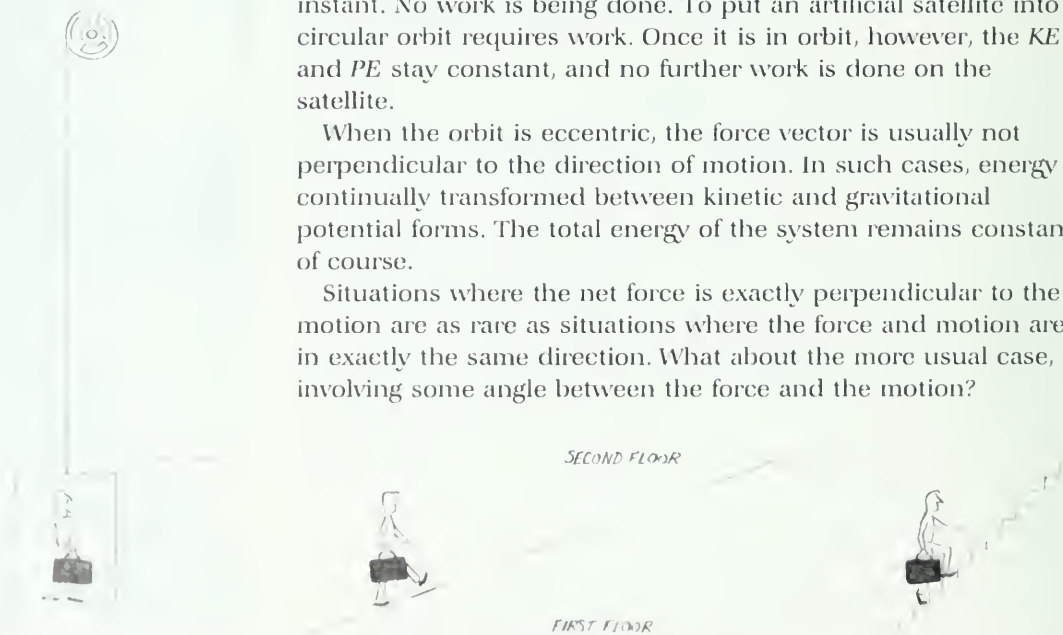 instant. No work is being done. To put an artificial satellite into
circular orbit requires work. Once it is in orbit, however, the KE
and PE stay constant, and no further work is done on the
satellite.
When the orbit is eccentric, the force vector is usually not
perpendicular to the direction of motion. In such cases, energy
continually transformed between kinetic and gravitational
potential forms. The total energy of the system remains constan
of course.
Situations where the net force is exactly perpendicular to the
motion are as rare as situations where the force and motion are
in exactly the same direction. What about the more usual case,
involving some angle between the force and the motion?
SECOND FLOOR
FIRST FLOOR